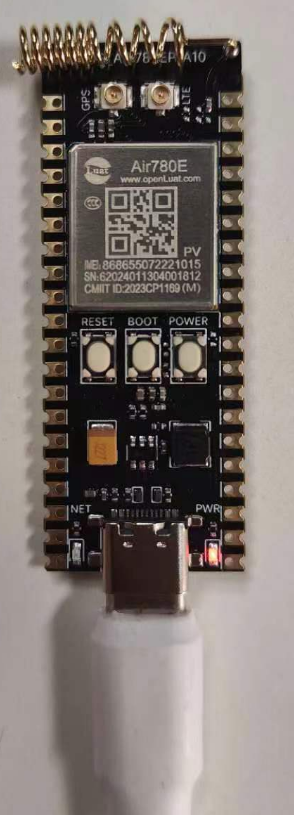 GPS
LTE
Luat
Air780E
www.openLuat.com
PV
IMEI:868655072221015
SN:62024011304001812
CMIIT ID:2023CP1169 (M)
RESET BOOT POWER
NET
PWR